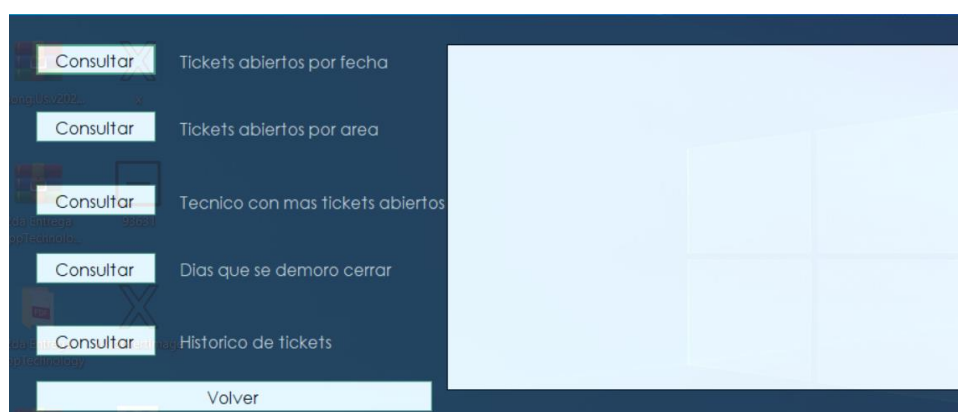 Consultar Tickets abiertos por fecha
Consultar Tickets abiertos por area
Consultar Tecnico con mas tickets abiertos
Consultar Dias que se demoro cerrar
Consultar Historico de tickets
Volver